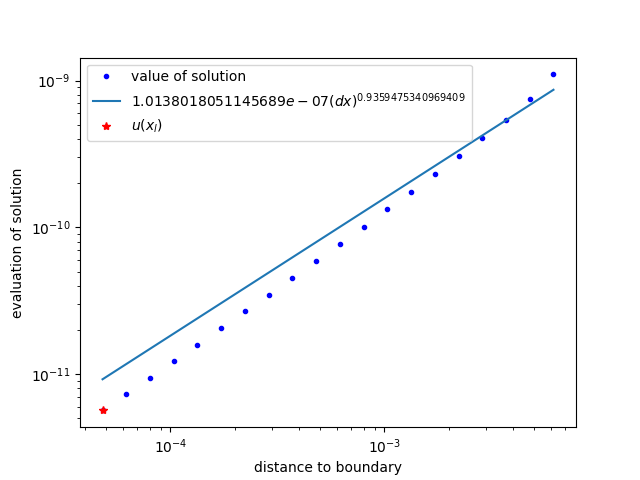 value of solution
1.0138018051145689e − 07(dx)^0.9359475340969409
u(x_l)
10^−9
10^−10
10^−11
evaluation of solution
10^−4
10^−3
distance to boundary